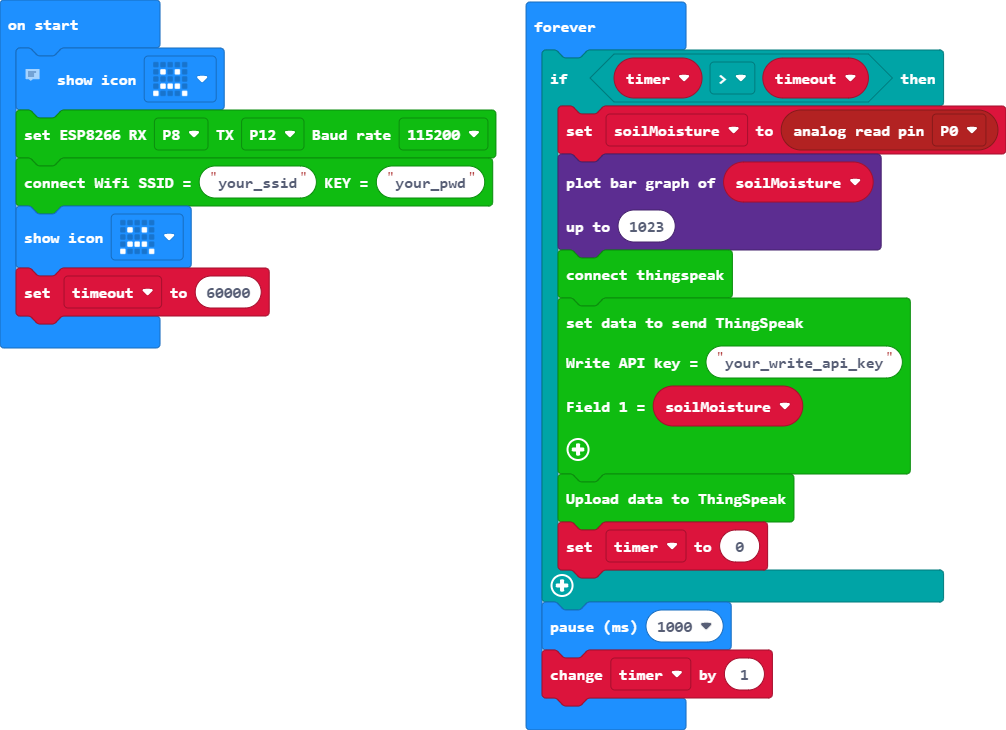 on start
show icon
set ESP8266 RX P8 TX P12 Baud rate 115200
connect Wifi SSID = "your_ssid" KEY = "your_pwd"
show icon
set timeout to 60000
forever
if timer > timeout then
set soilMoisture to analog read pin P0
plot bar graph of soilMoisture
up to 1023
connect thingspeak
set data to send ThingSpeak
Write API key = "your_write_api_key"
Field 1 = soilMoisture
Upload data to ThingSpeak
set timer to 0
pause (ms) 1000
change timer by 1